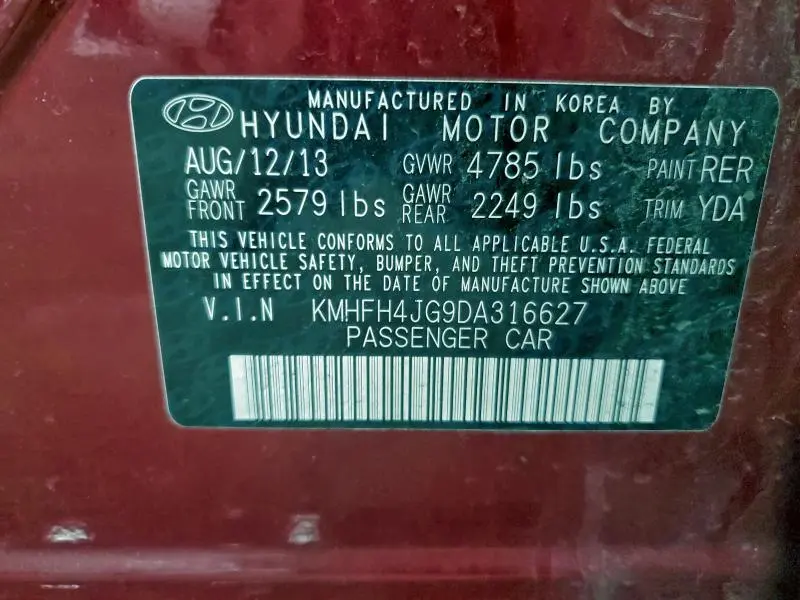 MANUFACTURED IN KOREA BY
HYUNDAI MOTOR COMPANY
AUG/12/13 GVWR 4785 lbs PAINT RER
GAWR FRONT 2579 lbs GAWR REAR 2249 lbs TRIM YDA
THIS VEHICLE CONFORMS TO ALL APPLICABLE U.S.A. FEDERAL
MOTOR VEHICLE SAFETY, BUMPER, AND THEFT PREVENTION STANDARDS
IN EFFECT ON THE DATE OF MANUFACTURE SHOWN ABOVE
V.I.N KMHFH4JG9DA316627
PASSENGER CAR